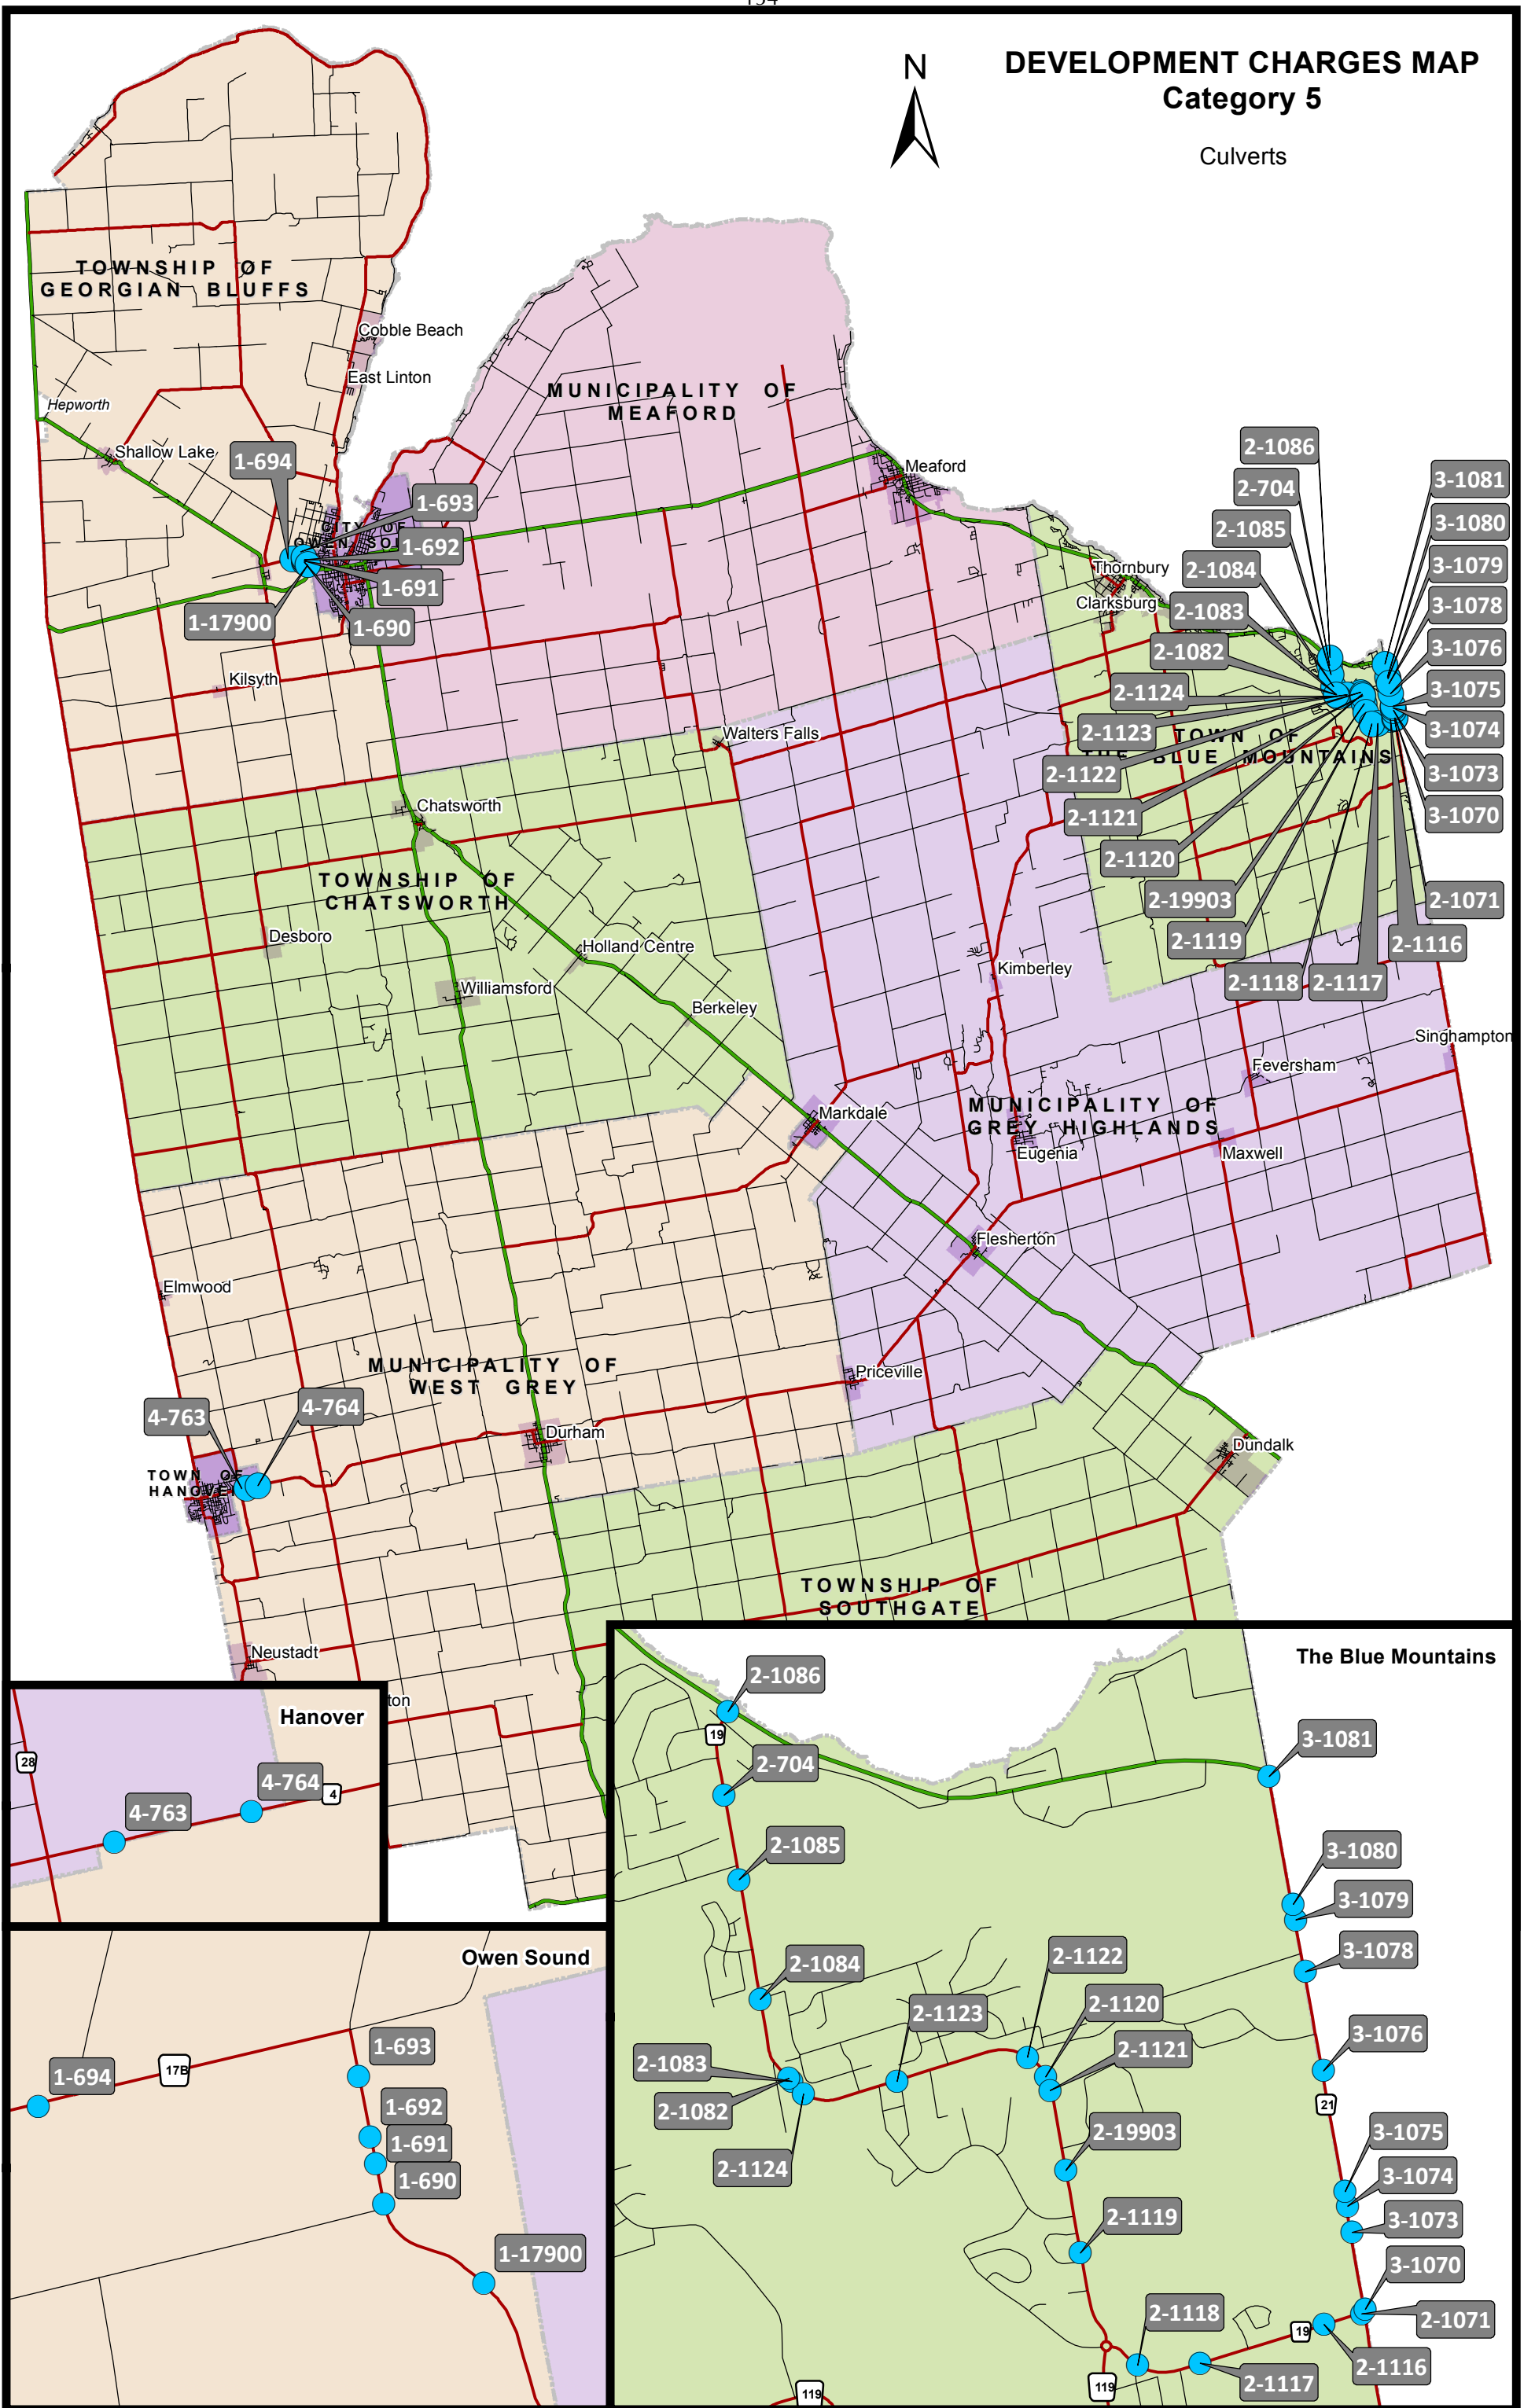 DEVELOPMENT CHARGES MAP
Category 5
Culverts
N
TOWNSHIP OF
GEORGIAN BLUFFS
Cobble Beach
East Linton
Hepworth
Shallow Lake
1-694
1-693
CITY OF
1-692
1-691
1-17900
1-690
Kilsyth
MUNICIPALITY OF
MEAFORD
Meaford
Thornbury
Clarksburg
2-1086
2-704
2-1085
2-1084
2-1083
2-1082
2-1124
2-1123
2-1122
2-1121
2-1120
2-19903
2-1119
2-1118
2-1117
2-1116
2-1071
3-1081
3-1080
3-1079
3-1078
3-1076
3-1075
3-1074
3-1073
3-1070
TOWN OF
THE BLUE MOUNTAINS
Walters Falls
Chatsworth
TOWNSHIP OF
CHATSWORTH
Desboro
Holland Centre
Williamsford
Berkeley
Kimberley
Singhampton
Feversham
Markdale
MUNICIPALITY OF
GREY HIGHLANDS
Eugenia
Maxwell
Flesherton
Elmwood
MUNICIPALITY OF
WEST GREY
Priceville
4-763
4-764
Durham
Dundalk
TOWN OF
TOWNSHIP OF
SOUTHGATE
Neustadt
ton
Hanover
28
4-764
4
4-763
Owen Sound
1-693
17B
1-694
1-692
1-691
1-690
1-17900
The Blue Mountains
2-1086
19
2-704
2-1085
2-1084
2-1083
2-1082
2-1124
2-1123
2-1122
2-1120
2-1121
2-19903
2-1119
2-1118
2-1117
2-1116
19
119
119
3-1081
3-1080
3-1079
3-1078
3-1076
21
3-1075
3-1074
3-1073
3-1070
2-1071